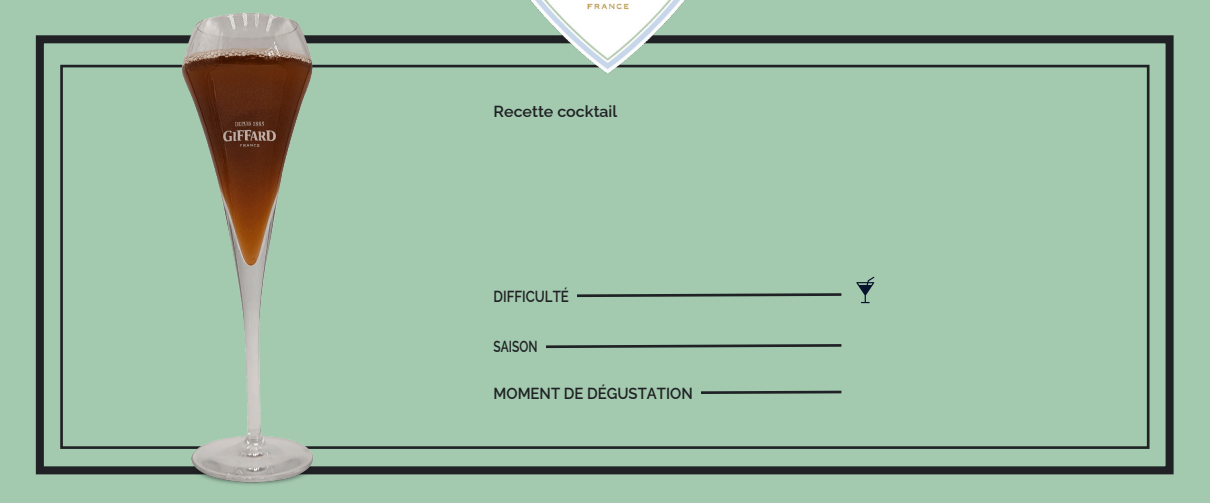 FRANCE
Recette cocktail
DEPUIS 1885
GIFFARD
FRANCE
DIFFICULTÉ
SAISON
MOMENT DE DÉGUSTATION